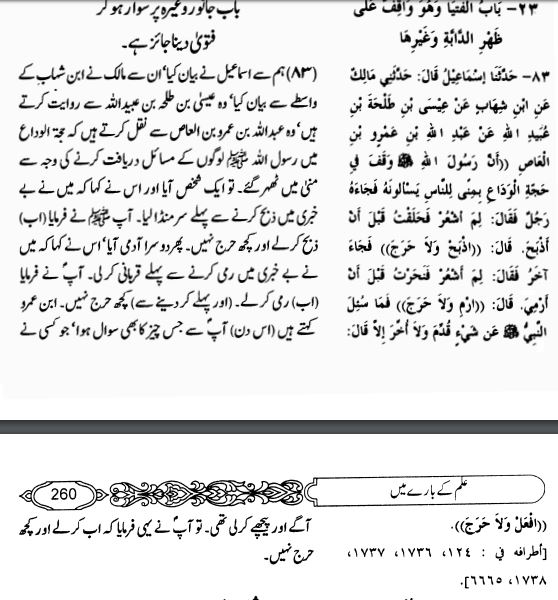 ٢٣- بَابُ الْفُتْيَا وَهُوَ وَاقِفٌ عَلَى
ظَهْرِ الدَّابَّةِ وَغَيْرِهَا
٨٣- حَدَّثَنَا إِسْمَاعِيْلُ قَالَ: حَدَّثَنِي مَالِكٌ
عَنِ ابْنِ شِهَابٍ عَنْ عِيْسَى بْنِ طَلْحَةَ بْنِ
عُبَيْدِ اللهِ عَنْ عَبْدِ اللهِ بْنِ عَمْرِو بْنِ
الْعَاصِ ((أَنَّ رَسُولَ اللهِ ﷺ وَقَفَ فِي
حَجَّةِ الْوَدَاعِ بِمِنًى لِلنَّاسِ يَسْأَلُونَهُ فَجَاءَهُ
رَجُلٌ فَقَالَ: لَمْ أَشْعُرْ فَحَلَقْتُ قَبْلَ أَنْ
أَذْبَحَ. قَالَ: ((اذْبَحْ وَلاَ حَرَجَ)) فَجَاءَ
آخَرُ فَقَالَ: لَمْ أَشْعُرْ فَنَحَرْتُ قَبْلَ أَنْ
أَرْمِيَ. قَالَ: ((ارْمِ وَلاَ حَرَجَ)) فَمَا سُئِلَ
النَّبِيُّ ﷺ عَنْ شَيْءٍ قُدِّمَ وَلاَ أُخِّرَ إِلاَّ قَالَ:
باب جانور وغیرہ پر سوار ہو کر
فتویٰ دینا جائز ہے۔
(۸۳) ہم سے اسماعیل نے بیان کیا‘ ان سے مالک نے ابن شہاب کے
واسطے سے بیان کیا‘ وہ عیسیٰ بن طلحہ بن عبیداللہ سے روایت کرتے
ہیں‘ وہ عبداللہ بن عمرو بن العاص سے نقل کرتے ہیں کہ حجۃ الوداع
میں رسول اللہ ﷺ لوگوں کے مسائل دریافت کرنے کی وجہ سے
منیٰ میں ٹھہر گئے۔ تو ایک شخص آیا اور اس نے کہا کہ میں نے بے
خبری میں ذبح کرنے سے پہلے سر منڈا لیا۔ آپ ﷺ نے فرمایا (اب)
ذبح کر لے اور کچھ حرج نہیں۔ پھر دوسرا آدمی آیا‘ اس نے کہا کہ میں
نے بے خبری میں رمی کرنے سے پہلے قربانی کر لی۔ آپؐ نے فرمایا
(اب) رمی کر لے۔ (اور پہلے کر دینے سے) کچھ حرج نہیں۔ ابن عمرو
کہتے ہیں (اس دن) آپؐ سے جس چیز کا بھی سوال ہوا‘ جو کسی نے
علم کے بارے میں
260
((افْعَلْ وَلاَ حَرَجَ)).
[أطرافه في : ١٢٤، ١٧٣٦، ١٧٣٧،
١٧٣٨، ٦٦٦٥].
آگے اور پیچھے کر لی تھی۔ تو آپؐ نے یہی فرمایا کہ اب کر لے اور کچھ
حرج نہیں۔